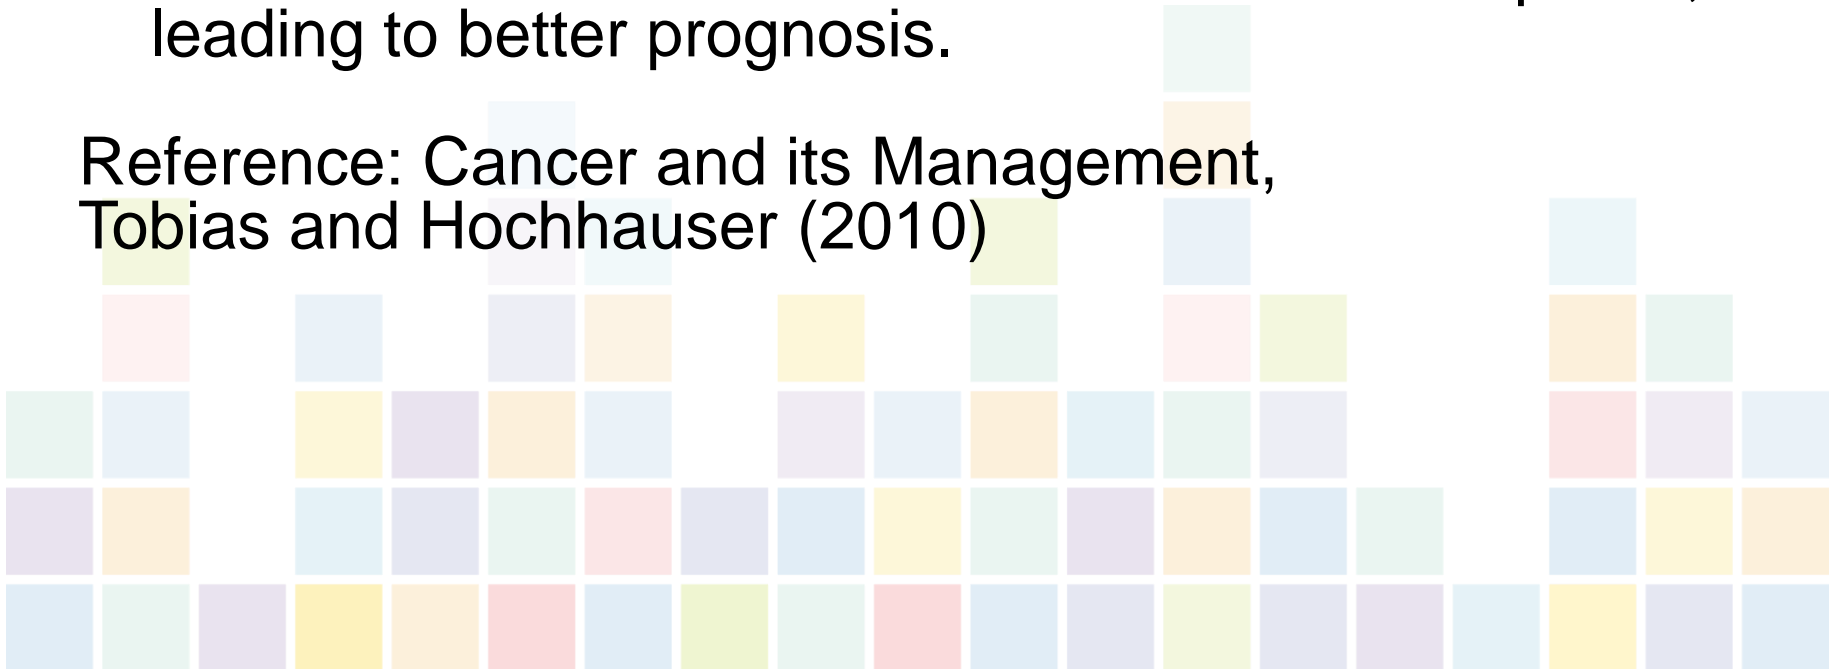 leading to better prognosis.
Reference: Cancer and its Management,
Tobias and Hochhauser (2010)